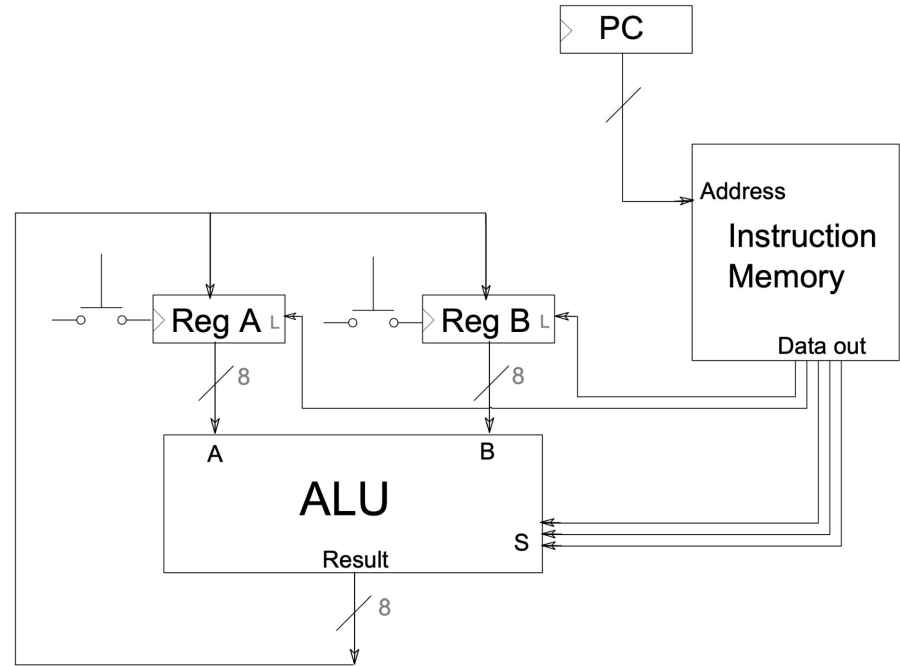 PC
Address
Instruction
Memory
Data out
Reg A L
Reg B L
8
8
A
B
ALU
S
Result
8